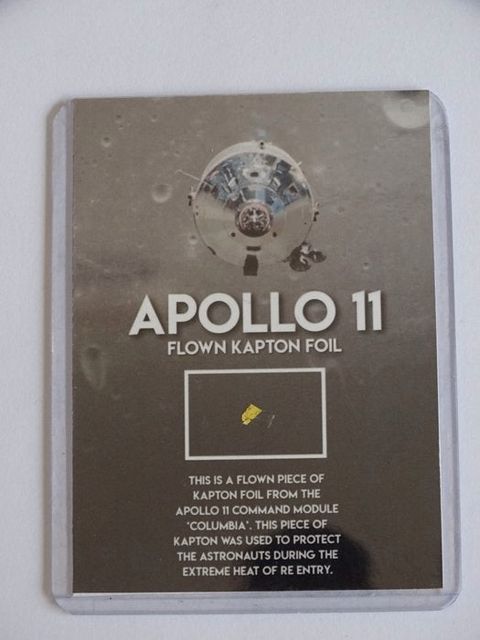 APOLLO 11
FLOWN KAPTON FOIL
THIS IS A FLOWN PIECE OF
KAPTON FOIL FROM THE
APOLLO 11 COMMAND MODULE
'COLUMBIA'. THIS PIECE OF
KAPTON WAS USED TO PROTECT
THE ASTRONAUTS DURING THE
EXTREME HEAT OF RE ENTRY.